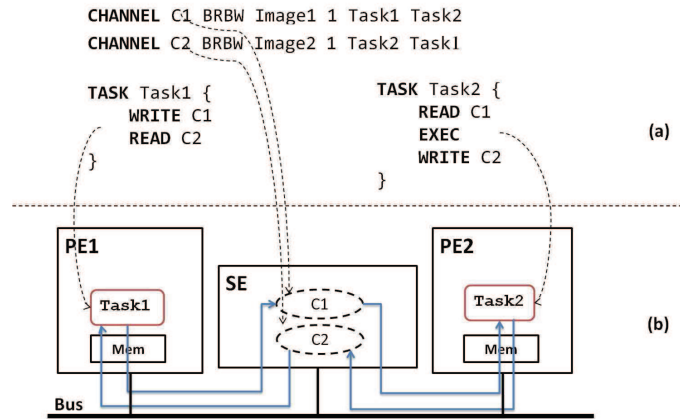 CHANNEL C1 BRBW Image1 1 Task1 Task2
CHANNEL C2 BRBW Image2 1 Task2 Task1
TASK Task1 {
WRITE C1
READ C2
}
TASK Task2 {
READ C1
EXEC
WRITE C2
}
(a)
PE1
Task1
Mem
SE
C1
C2
PE2
Task2
Mem
(b)
Bus